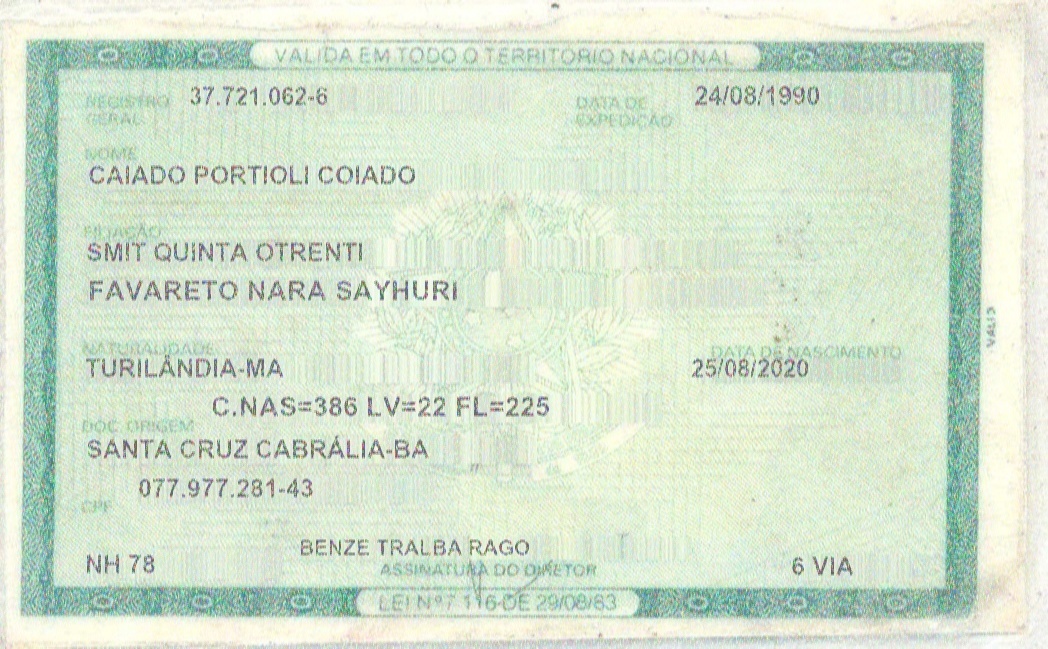 VALIDA EM TODO O TERRITORIO NACIONAL
REGISTRO GERAL 37.721.062-6 DATA DE EXPEDIÇÃO 24/08/1990
NOME
CAIADO PORTIOLI COIADO
FILIAÇÃO
SMIT QUINTA OTRENTI
FAVARETO NARA SAYHURI
NATURALIDADE DATA DE NASCIMENTO
TURILÂNDIA-MA 25/08/2020
C.NAS=386 LV=22 FL=225
DOC. ORIGEM
SANTA CRUZ CABRÁLIA-BA
077.977.281-43
CPF
BENZE TRALBA RAGO
NH 78 ASSINATURA DO DIRETOR 6 VIA
LEI Nº 7.116 DE 29/08/83